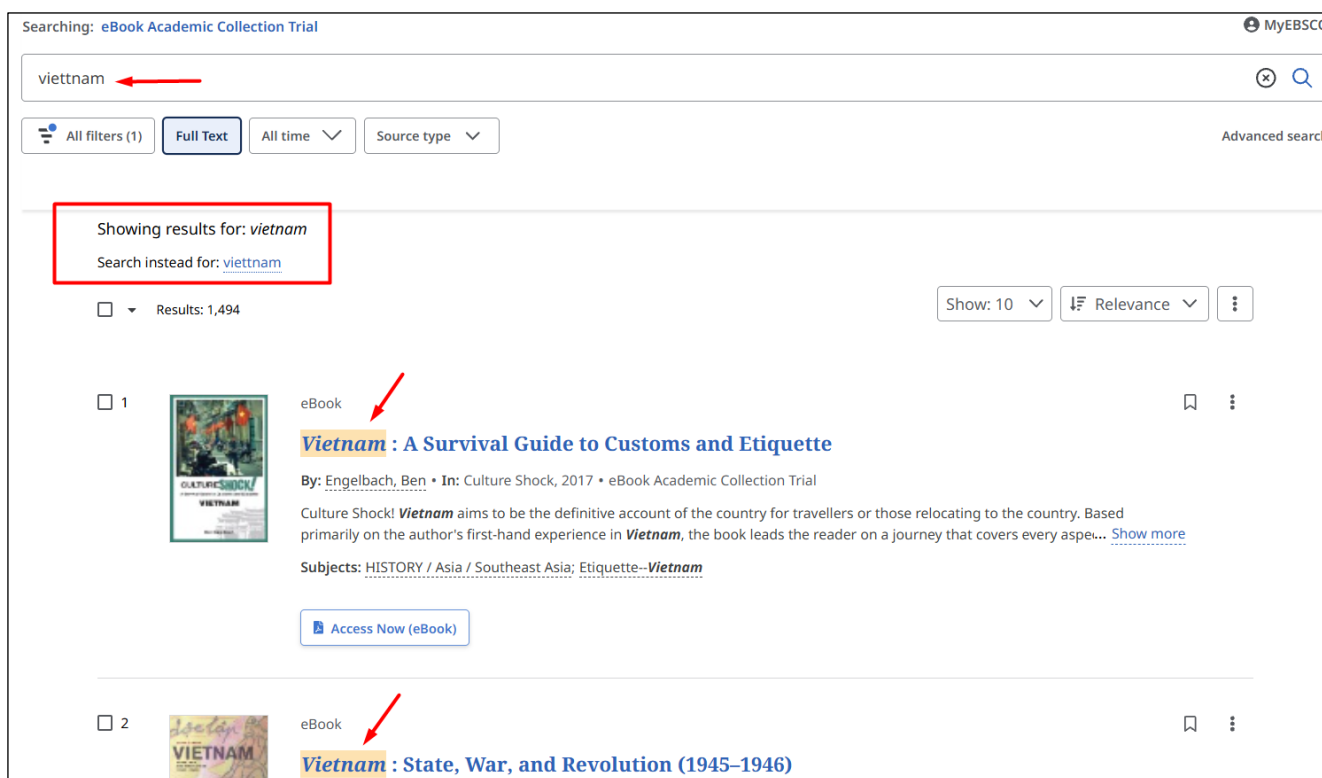 Searching: eBook Academic Collection Trial
MyEBSCO
viettnam
All filters (1) Full Text All time Source type
Advanced search
Showing results for: vietnam
Search instead for: viettnam
Results: 1,494
Show: 10 Relevance
1
eBook
Vietnam : A Survival Guide to Customs and Etiquette
By: Engelbach, Ben • In: Culture Shock, 2017 • eBook Academic Collection Trial
Culture Shock! Vietnam aims to be the definitive account of the country for travellers or those relocating to the country. Based
primarily on the author's first-hand experience in Vietnam, the book leads the reader on a journey that covers every aspe... Show more
Subjects: HISTORY / Asia / Southeast Asia; Etiquette--Vietnam
Access Now (eBook)
CULTURESHOCK!
VIETNAM
2
eBook
Vietnam : State, War, and Revolution (1945–1946)
VIETNAM